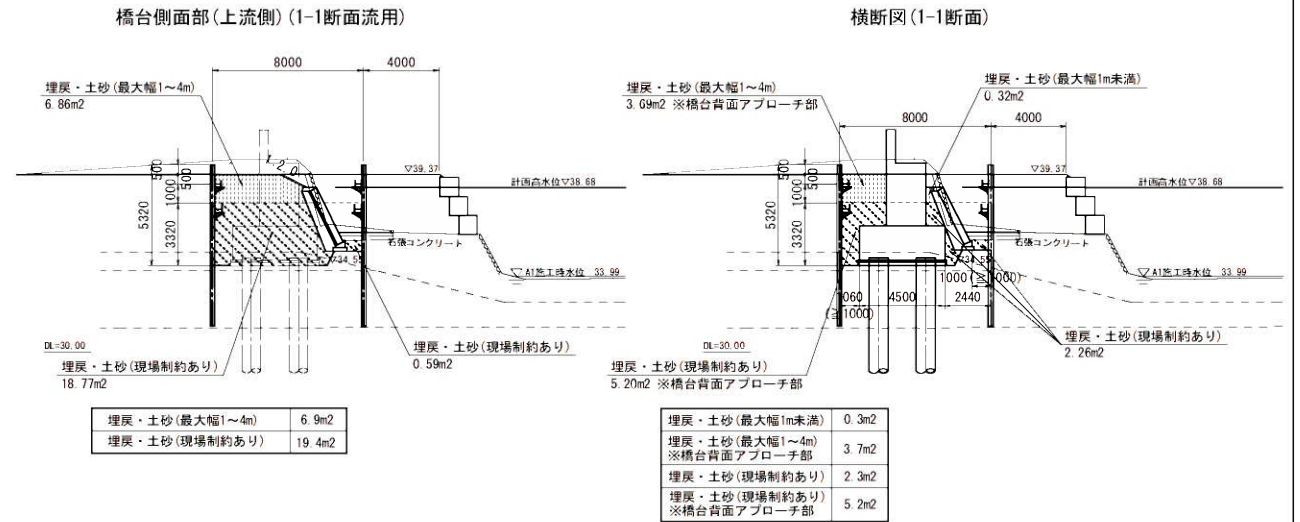 橋台側面部(上流側)(1-1断面流用)
8000
4000
埋戻・土砂(最大幅1~4m)
6.86m2
2.0
▽39.37
計画高水位▽38.68
500
500
1000
5320
3320
石張コンクリート
▽34.55
▽A1施工時水位 33.99
DL=30.00
埋戻・土砂(現場制約あり)
18.77m2
埋戻・土砂(現場制約あり)
0.59m2
埋戻・土砂(最大幅1~4m) 6.9m2
埋戻・土砂(現場制約あり) 19.4m2
横断図(1-1断面)
埋戻・土砂(最大幅1~4m)
3.69m2 ※橋台背面アプローチ部
埋戻・土砂(最大幅1m未満)
0.32m2
8000
4000
▽39.37
計画高水位▽38.68
500
500
1000
5320
3320
石張コンクリート
▽34.55
▽A1施工時水位 33.99
1000(≧1000)
1060 4500 2440
(≧1000)
DL=30.00
埋戻・土砂(現場制約あり)
5.20m2 ※橋台背面アプローチ部
埋戻・土砂(現場制約あり)
2.26m2
埋戻・土砂(最大幅1m未満) 0.3m2
埋戻・土砂(最大幅1~4m)
※橋台背面アプローチ部 3.7m2
埋戻・土砂(現場制約あり) 2.3m2
埋戻・土砂(現場制約あり)
※橋台背面アプローチ部 5.2m2